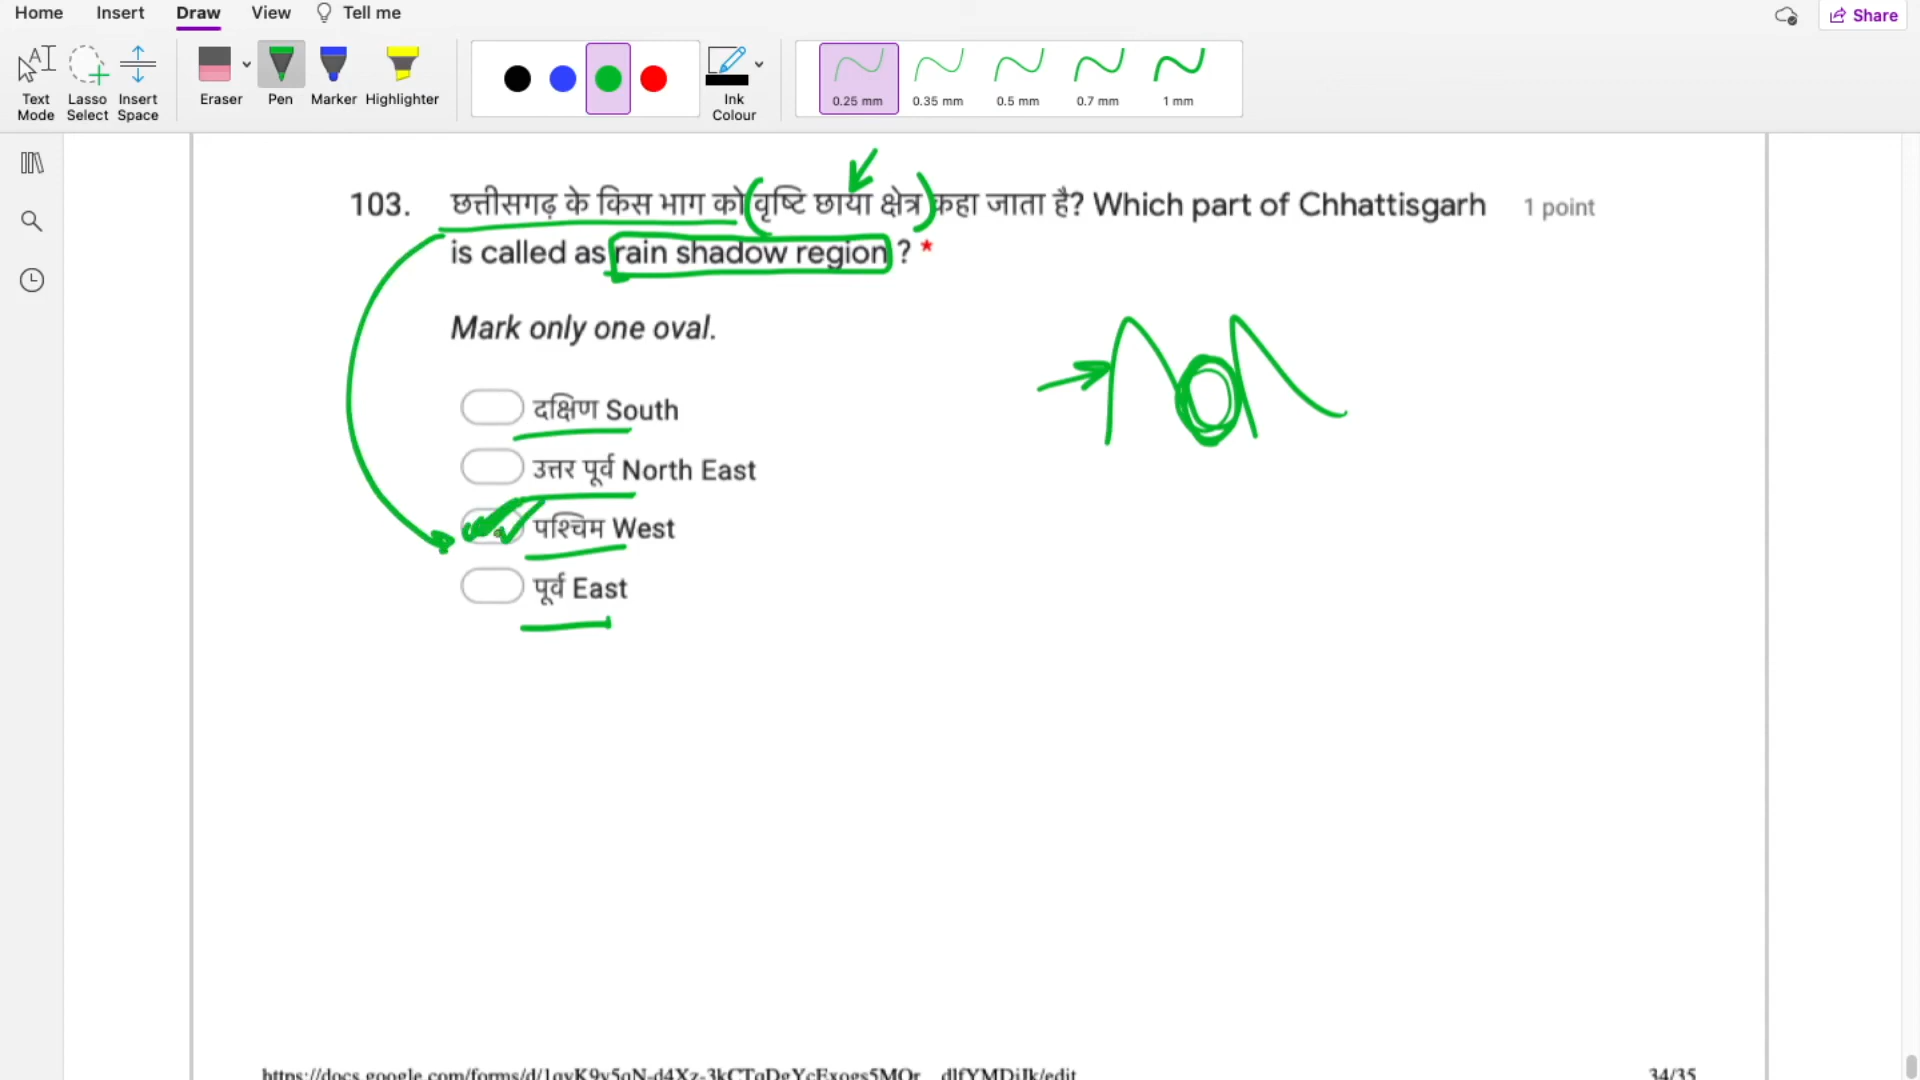 Home Insert Draw View Tell me Share
Text Mode
Lasso Select
Insert Space
Eraser
Pen
Marker
Highlighter
Ink Colour
0.25 mm
0.35 mm
0.5 mm
0.7 mm
1 mm
103. छत्तीसगढ़ के किस भाग को वृष्टि छाया क्षेत्र कहा जाता है? Which part of Chhattisgarh 1 point
is called as rain shadow region ? *
Mark only one oval.
दक्षिण South
उत्तर पूर्व North East
पश्चिम West
पूर्व East
34/35